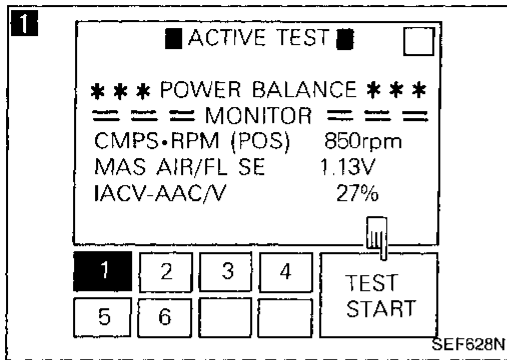 1
■ ACTIVE TEST ■
＊＊＊ POWER BALANCE ＊＊＊
＝ ＝ ＝ MONITOR ＝ ＝ ＝
CMPS•RPM (POS) 850rpm
MAS AIR/FL SE 1.13V
IACV-AAC/V 27%
1 2 3 4 TEST
5 6 START
SEF628N